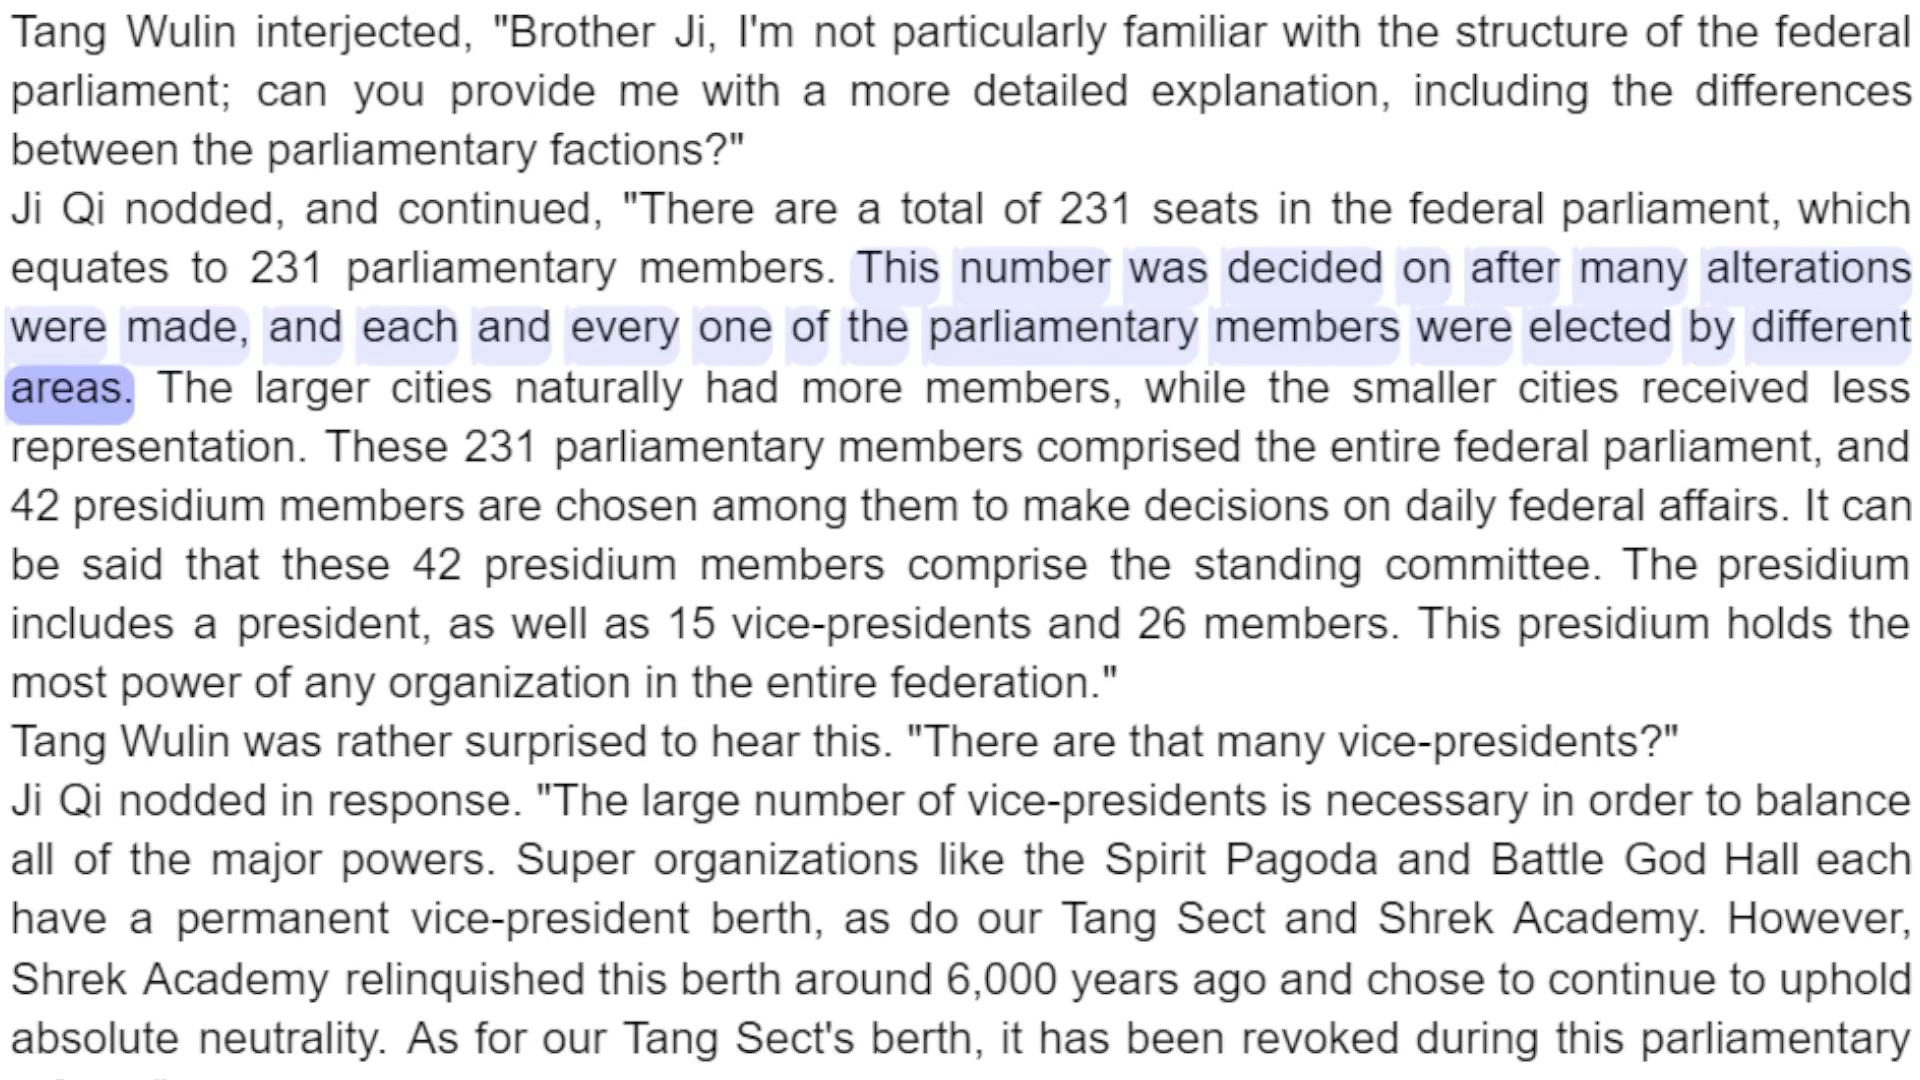 Tang Wulin interjected, "Brother Ji, I'm not particularly familiar with the structure of the federal
parliament; can you provide me with a more detailed explanation, including the differences
between the parliamentary factions?"
Ji Qi nodded, and continued, "There are a total of 231 seats in the federal parliament, which
equates to 231 parliamentary members. This number was decided on after many alterations
were made, and each and every one of the parliamentary members were elected by different
areas. The larger cities naturally had more members, while the smaller cities received less
representation. These 231 parliamentary members comprised the entire federal parliament, and
42 presidium members are chosen among them to make decisions on daily federal affairs. It can
be said that these 42 presidium members comprise the standing committee. The presidium
includes a president, as well as 15 vice-presidents and 26 members. This presidium holds the
most power of any organization in the entire federation."
Tang Wulin was rather surprised to hear this. "There are that many vice-presidents?"
Ji Qi nodded in response. "The large number of vice-presidents is necessary in order to balance
all of the major powers. Super organizations like the Spirit Pagoda and Battle God Hall each
have a permanent vice-president berth, as do our Tang Sect and Shrek Academy. However,
Shrek Academy relinquished this berth around 6,000 years ago and chose to continue to uphold
absolute neutrality. As for our Tang Sect's berth, it has been revoked during this parliamentary